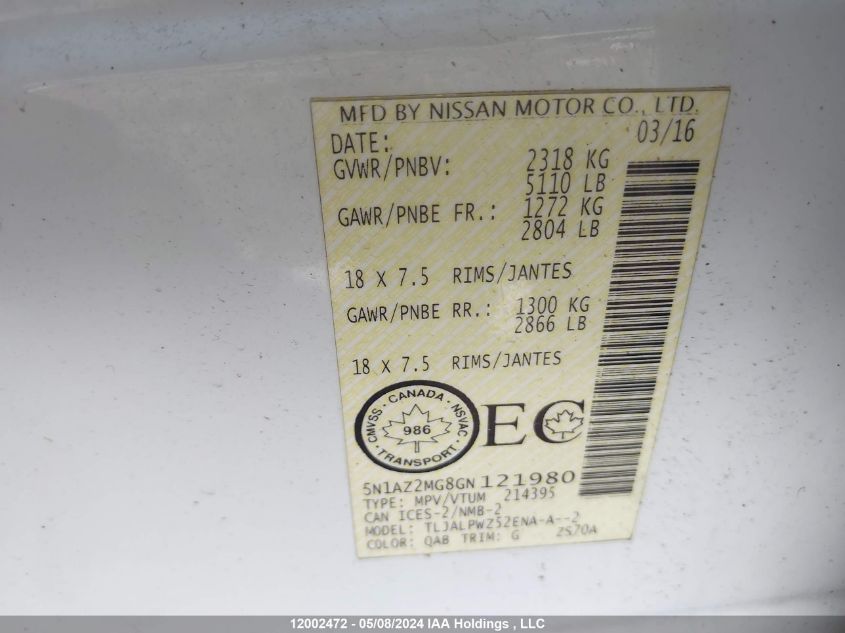 MFD BY NISSAN MOTOR CO., LTD.
DATE: 03/16
GVWR/PNBV: 2318 KG
5110 LB
GAWR/PNBE FR.: 1272 KG
2804 LB
18 X 7.5 RIMS/JANTES
GAWR/PNBE RR.: 1300 KG
2866 LB
18 X 7.5 RIMS/JANTES
CMVSS · CANADA · NSVAC · TRANSPORT ·
986
EC
5N1AZ2MG8GN 121980
TYPE: MPV/VTUM 214395
CAN ICES-2/NMB-2
MODEL: TLJALPWZ52ENA-A--2
COLOR: QAB TRIM: G 2S70A
12002472 - 05/08/2024 IAA Holdings , LLC